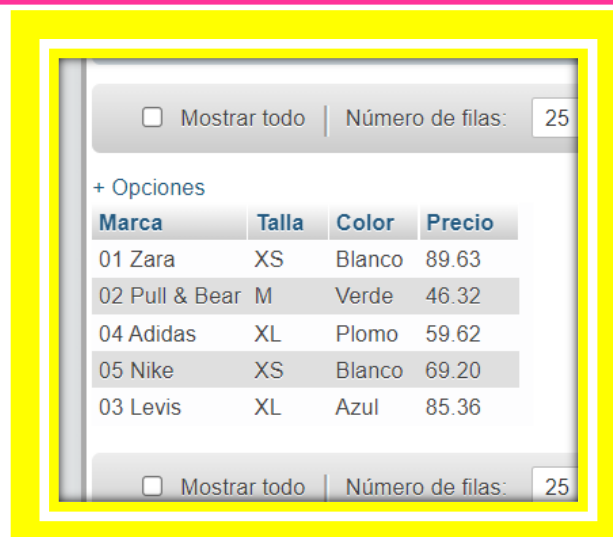 Mostrar todo | Número de filas: 25
+ Opciones
Marca Talla Color Precio
01 Zara XS Blanco 89.63
02 Pull & Bear M Verde 46.32
04 Adidas XL Plomo 59.62
05 Nike XS Blanco 69.20
03 Levis XL Azul 85.36
Mostrar todo | Número de filas: 25